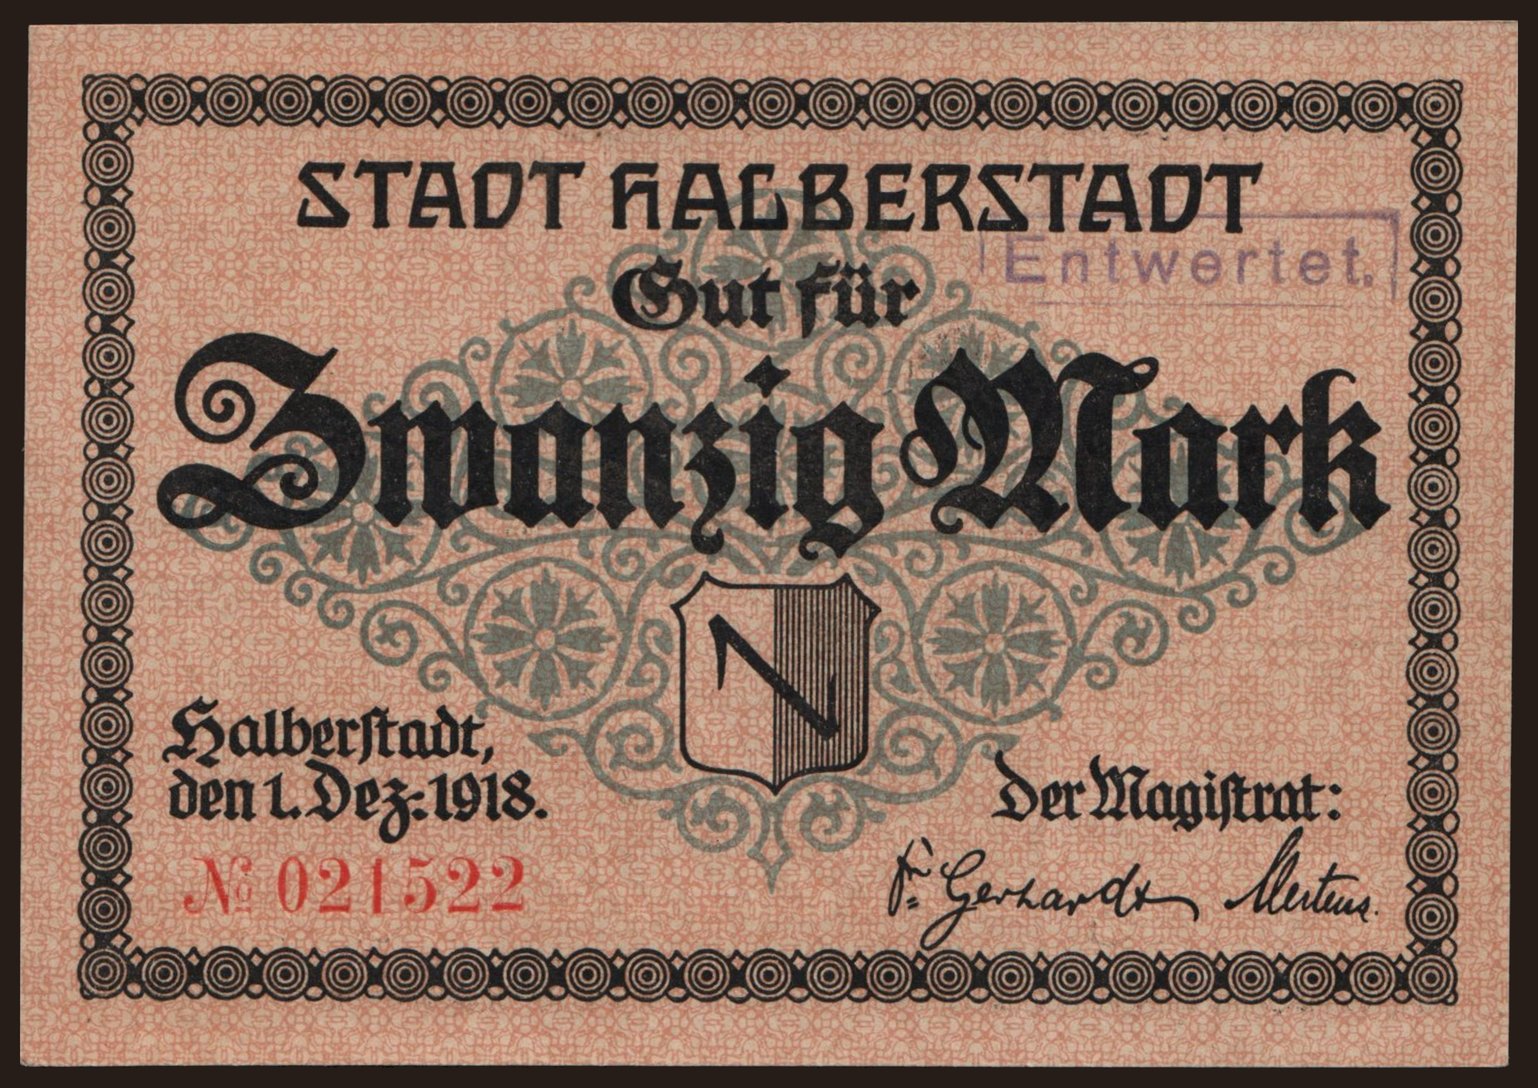 STADT HALBERSTADT
Entwertet.
Gut für
Zwanzig Mark
Halberstadt,
den 1. Dez. 1918.
Der Magistrat:
№ 021522
Gerhardt Mertens.